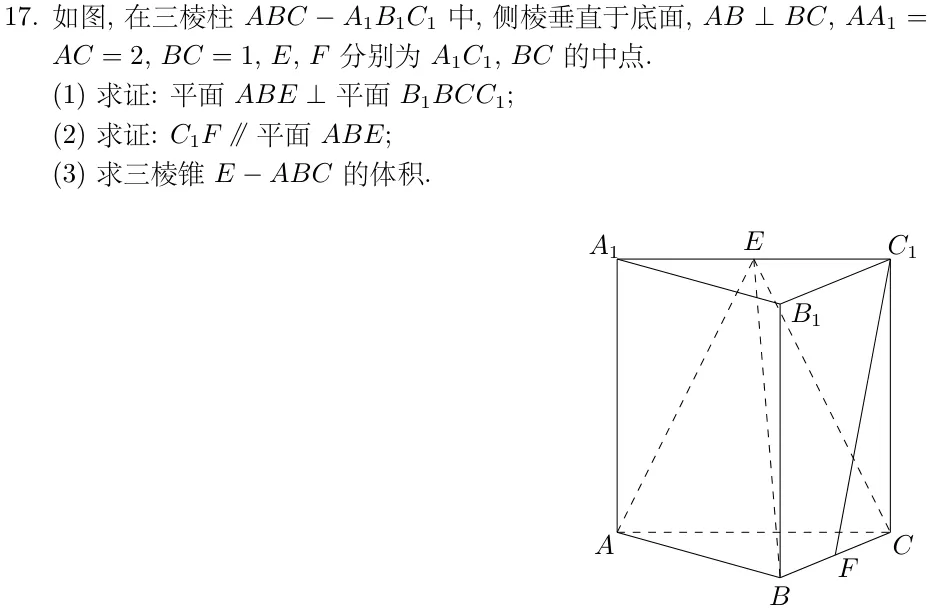 17. 如图, 在三棱柱 ABC − A₁B₁C₁ 中, 侧棱垂直于底面, AB ⊥ BC, AA₁ =
AC = 2, BC = 1, E, F 分别为 A₁C₁, BC 的中点.
(1) 求证: 平面 ABE ⊥ 平面 B₁BCC₁;
(2) 求证: C₁F ∥ 平面 ABE;
(3) 求三棱锥 E − ABC 的体积.
A₁ E C₁
B₁
A C
F
B